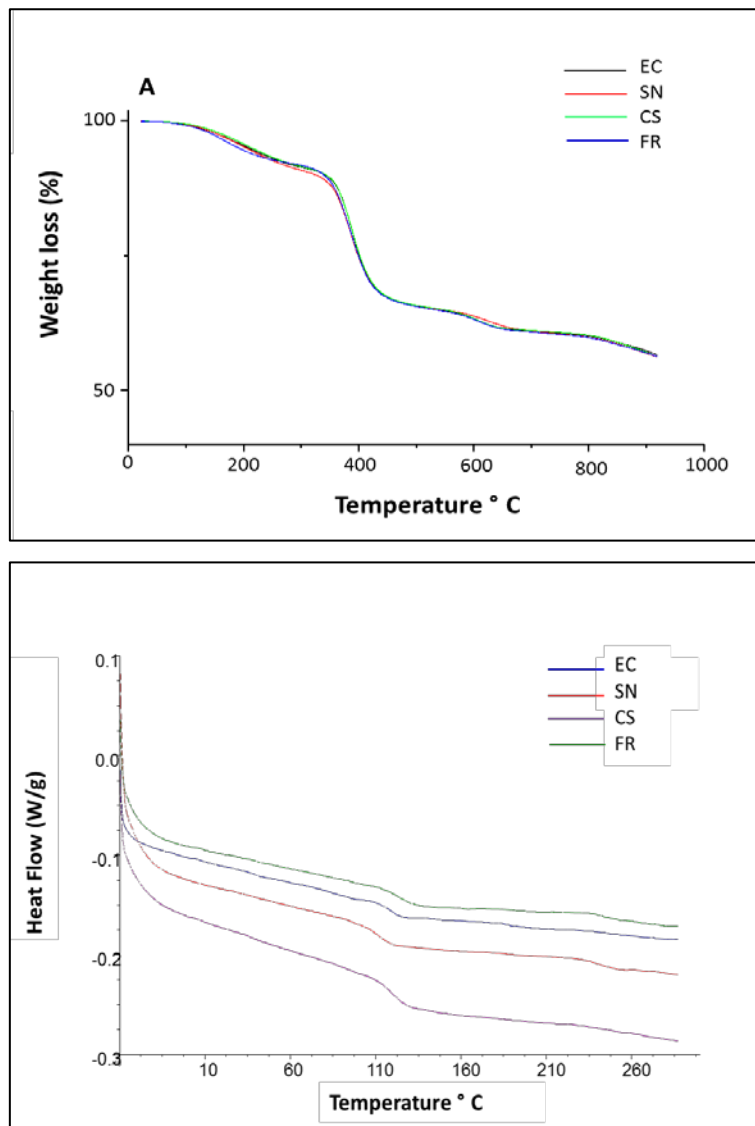 A
EC
SN
CS
FR
100
50
Weight loss (%)
0
200
400
600
800
1000
Temperature ° C
0.1
0.0
-0.1
-0.2
-0.3
EC
SN
CS
FR
Heat Flow (W/g)
10
60
110
160
210
260
Temperature ° C